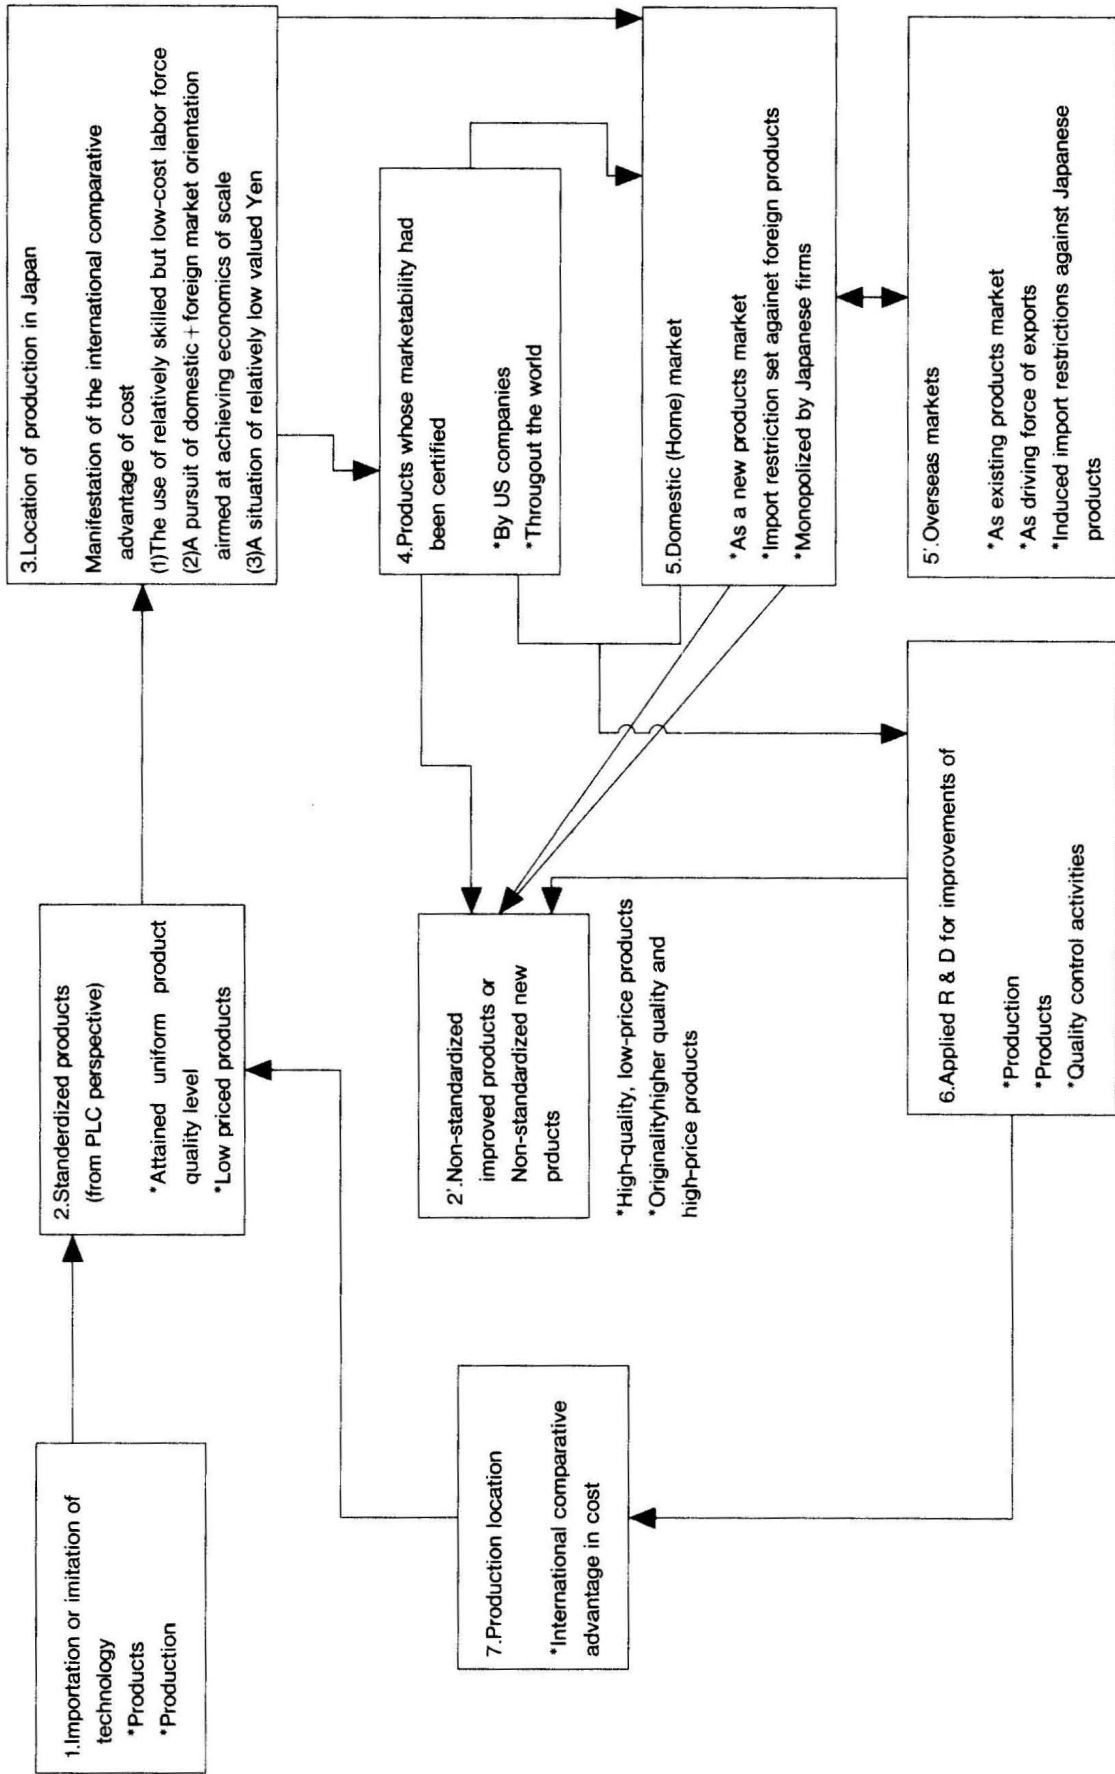 1.Importation or imitation of
technology
*Products
*Production
2.Standerdized products
(from PLC perspective)
*Attained uniform product
quality level
*Low priced products
3.Location of production in Japan
Manifestation of the international comparative
advantage of cost
(1)The use of relatively skilled but low-cost labor force
(2)A pursuit of domestic+foreign market orientation
airmed at achieving economics of scale
(3)A situation of relatively low valued Yen
4.Products whose marketability had
been certified
*By US companies
*Througout the world
2'.Non-standardized
improved products or
Non-standardized new
prducts
*High-quality, low-price products
*Originalityhigher quality and
high-price products
5.Domestic (Home) market
*As a new products market
*Import restriction set againet foreign products
*Monopolized by Japanese firms
5'.Overseas markets
*As existing products market
*As driving force of exports
*Induced import restrictions against Japanese
products
6.Applied R & D for improvements of
*Production
*Products
*Quality control activities
7.Production location
*International comparative
advantage in cost